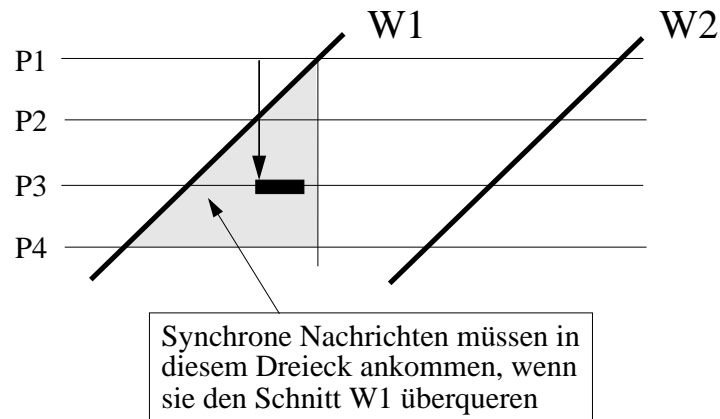 W1
W2
P1
P2
P3
P4
Synchrone Nachrichten müssen in
diesem Dreieck ankommen, wenn
sie den Schnitt W1 überqueren